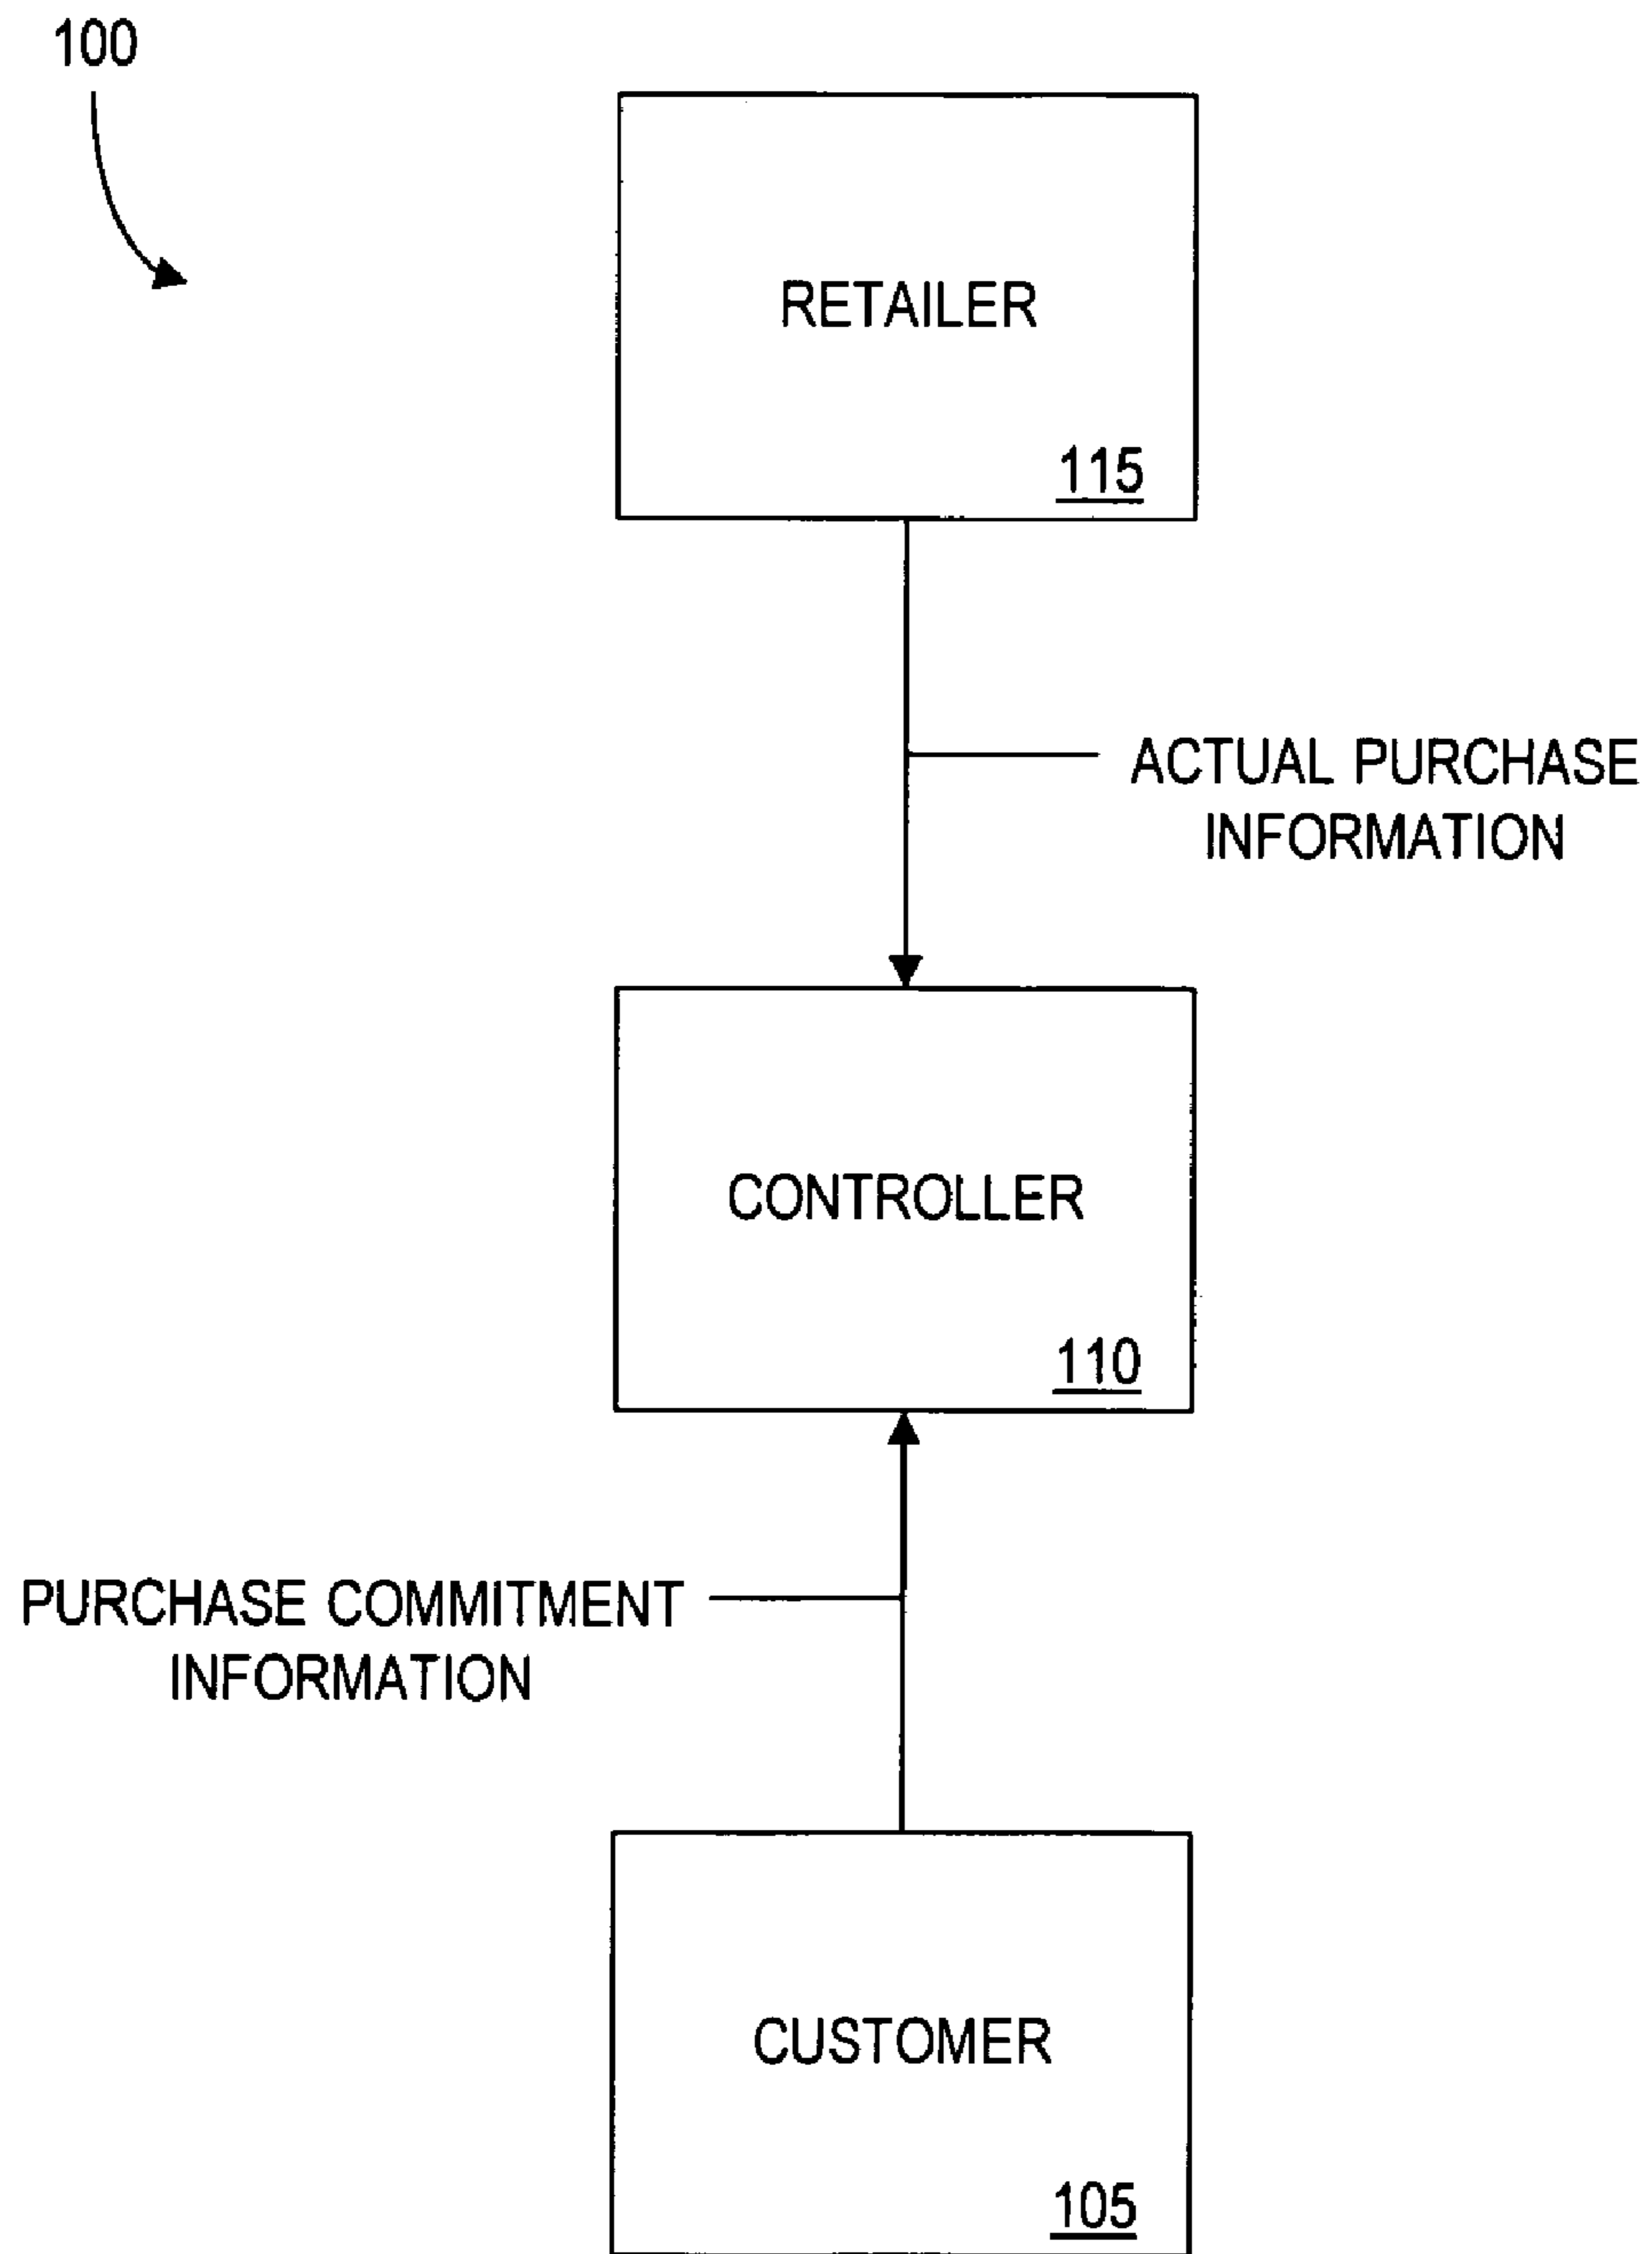 100
RETAILER
115
ACTUAL PURCHASE
INFORMATION
CONTROLLER
110
PURCHASE COMMITMENT
INFORMATION
CUSTOMER
105